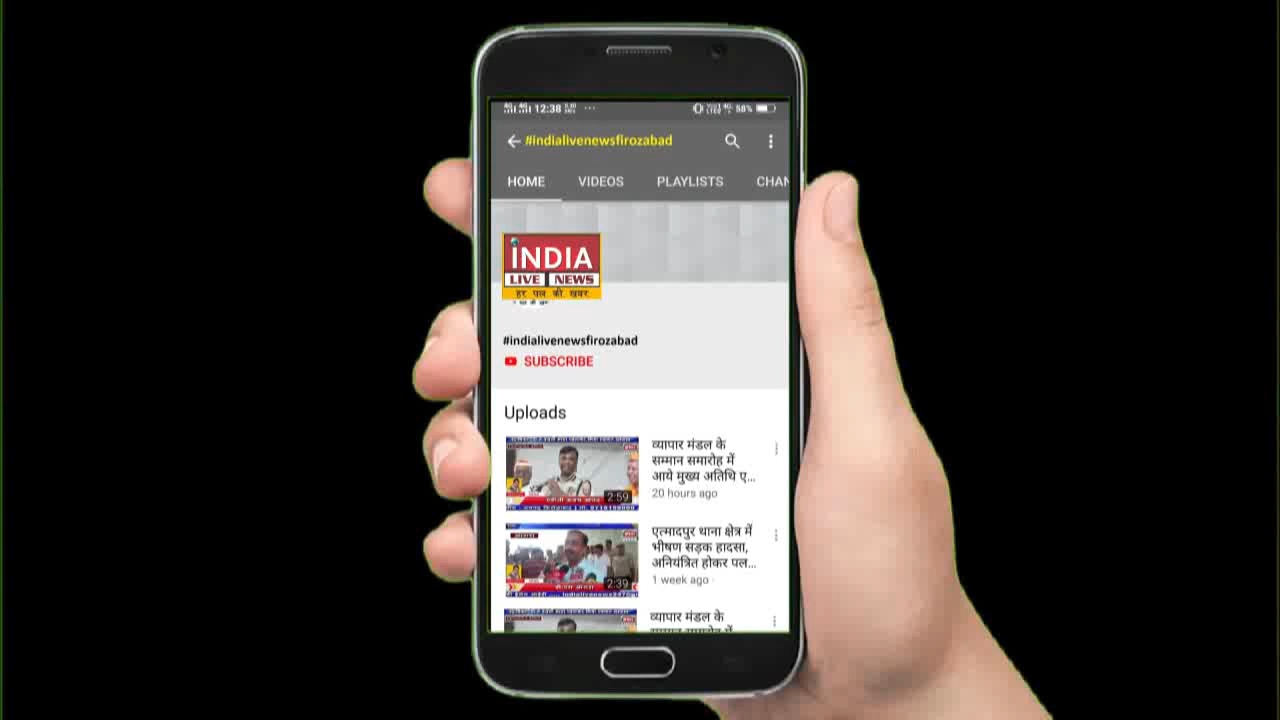 12:38 ... 58%
#indialivenewsfirozabad
HOME VIDEOS PLAYLISTS CHAN
INDIA
LIVE NEWS
हर पल की खबर
#indialivenewsfirozabad
SUBSCRIBE
Uploads
व्यापार मंडल के
सम्मान समारोह में
आये मुख्य अतिथि ए...
20 hours ago
2:59
एत्मादपुर थाना क्षेत्र में
भीषण सड़क हादसा,
अनियंत्रित होकर पल...
1 week ago
2:39
व्यापार मंडल के